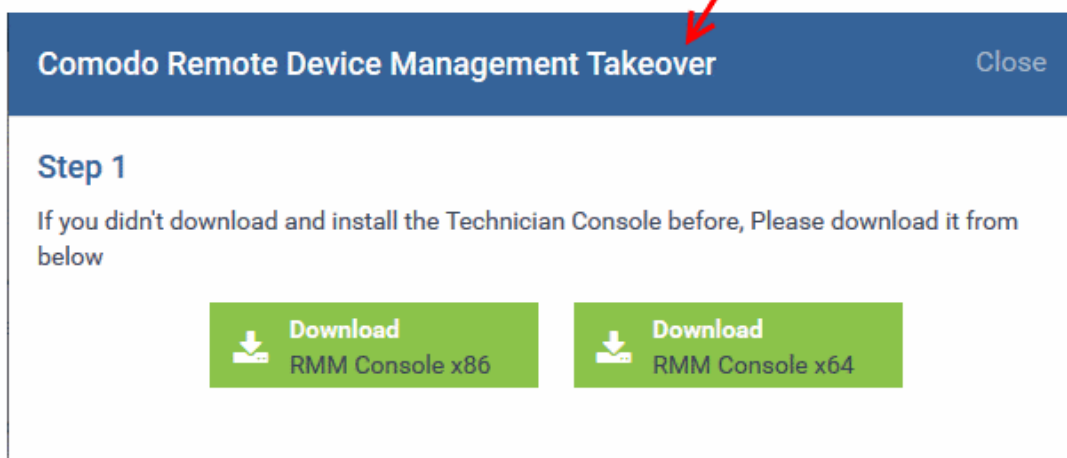 Comodo Remote Device Management Takeover
Close
Step 1
If you didn't download and install the Technician Console before, Please download it from
below
Download
RMM Console x86
Download
RMM Console x64